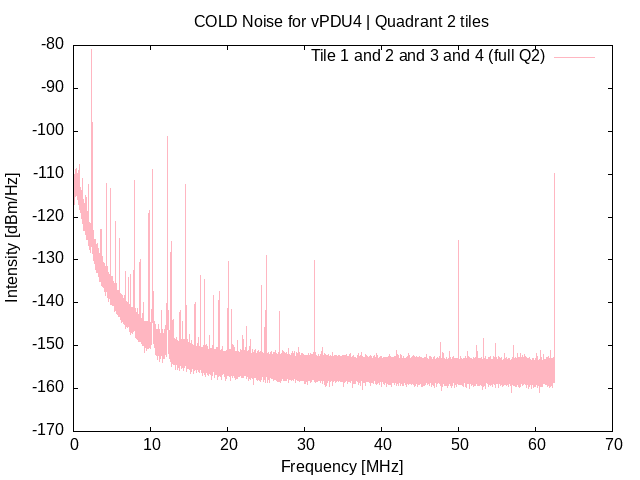 COLD Noise for vPDU4 | Quadrant 2 tiles
Tile 1 and 2 and 3 and 4 (full Q2)
Intensity [dBm/Hz]
-80
-90
-100
-110
-120
-130
-140
-150
-160
-170
0 10 20 30 40 50 60 70
Frequency [MHz]